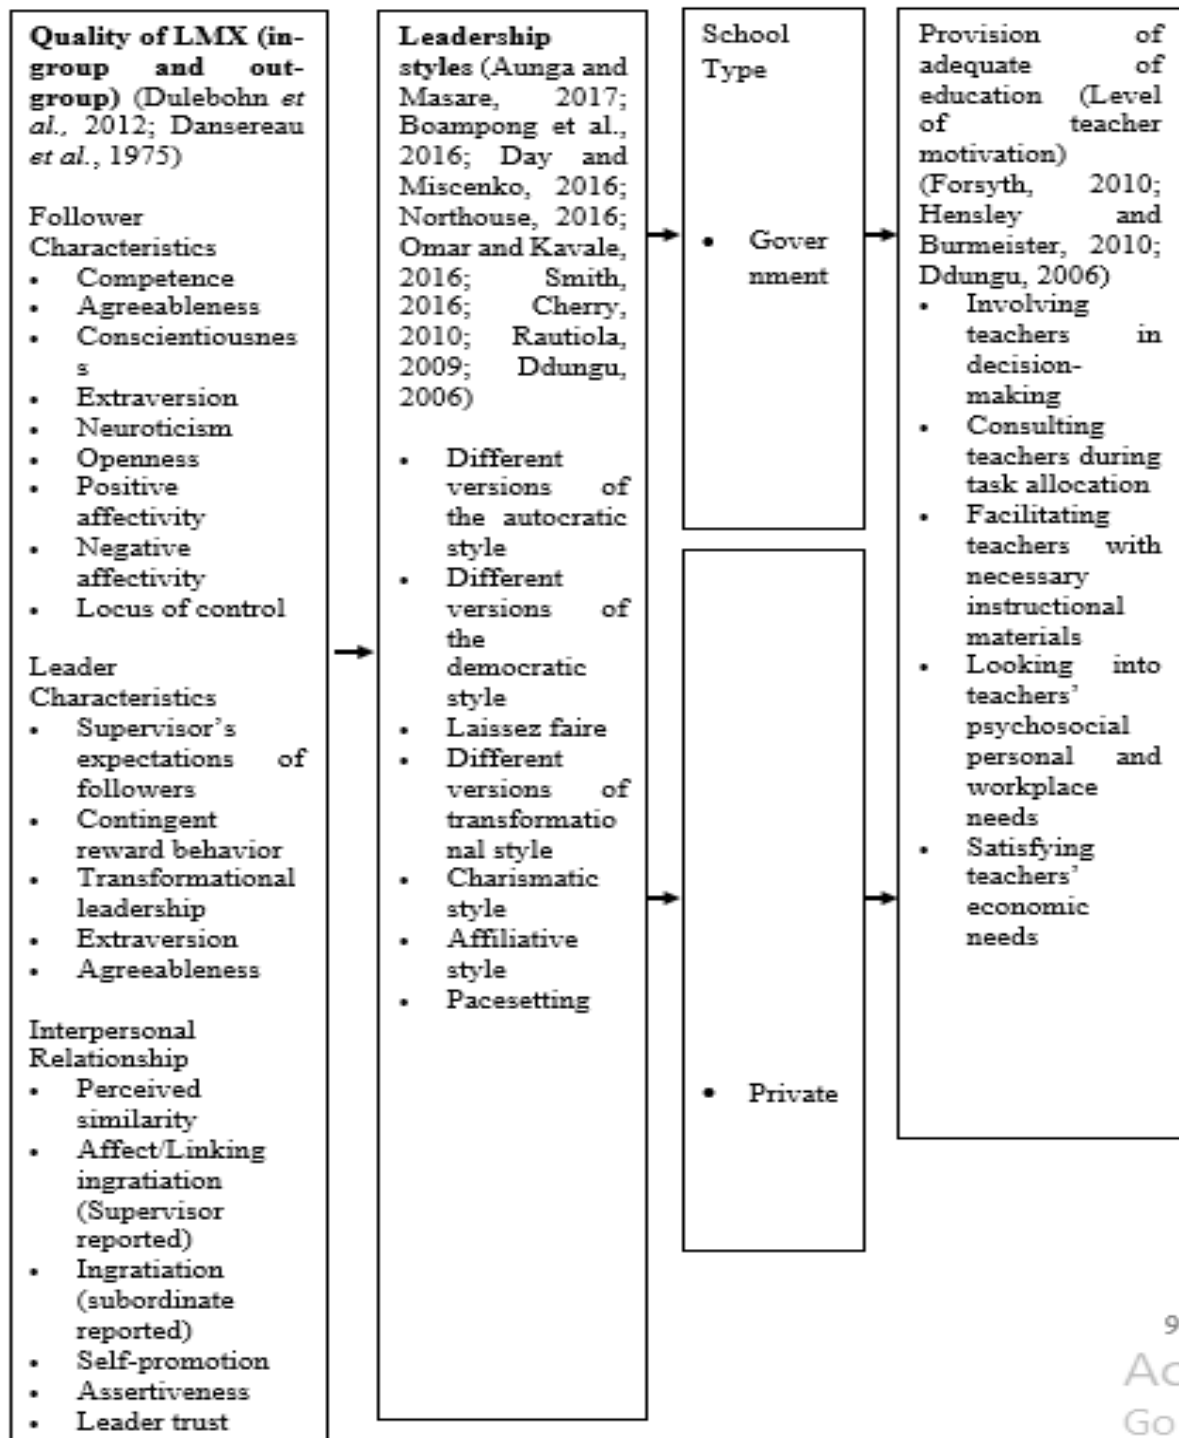 Quality of LMX (in-
group and out-
group) (Dulebohn et
al., 2012; Dansereau
et al., 1975)
Follower
Characteristics
• Competence
• Agreeableness
• Conscientiousnes
s
• Extraversion
• Neuroticism
• Openness
• Positive
affectivity
• Negative
affectivity
• Locus of control
Leader
Characteristics
• Supervisor's
expectations of
followers
• Contingent
reward behavior
• Transformational
leadership
• Extraversion
• Agreeableness
Interpersonal
Relationship
• Perceived
similarity
• Affect/Linking
ingratiation
(Supervisor
reported)
• Ingratiation
(subordinate
reported)
• Self-promotion
• Assertiveness
• Leader trust
Leadership
styles (Aunga and
Masare, 2017;
Boampong et al.,
2016; Day and
Miscenko, 2016;
Northouse, 2016;
Omar and Kavale,
2016; Smith,
2016; Cherry,
2010; Rautiola,
2009; Ddungu,
2006)
• Different
versions of
the autocratic
style
• Different
versions of
the
democratic
style
• Laissez faire
• Different
versions of
transformatio
nal style
• Charismatic
style
• Affiliative
style
• Pacesetting
School
Type
• Gover
nment
• Private
Provision of
adequate of
education (Level
of teacher
motivation)
(Forsyth, 2010;
Hensley and
Burmeister, 2010;
Ddungu, 2006)
• Involving
teachers in
decision-
making
• Consulting
teachers during
task allocation
• Facilitating
teachers with
necessary
instructional
materials
• Looking into
teachers'
psychosocial
personal and
workplace
needs
• Satisfying
teachers'
economic
needs
9
Ac
Go